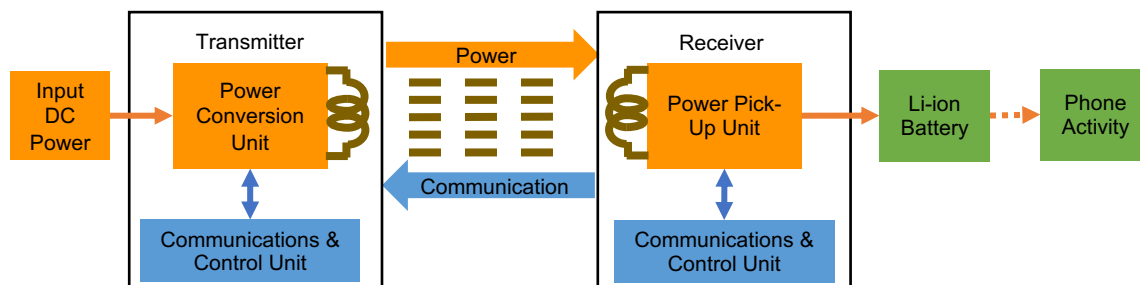 Transmitter
Power
Receiver
Input
DC
Power
Power
Conversion
Unit
Power Pick-
Up Unit
Li-ion
Battery
Phone
Activity
Communication
Communications &
Control Unit
Communications &
Control Unit